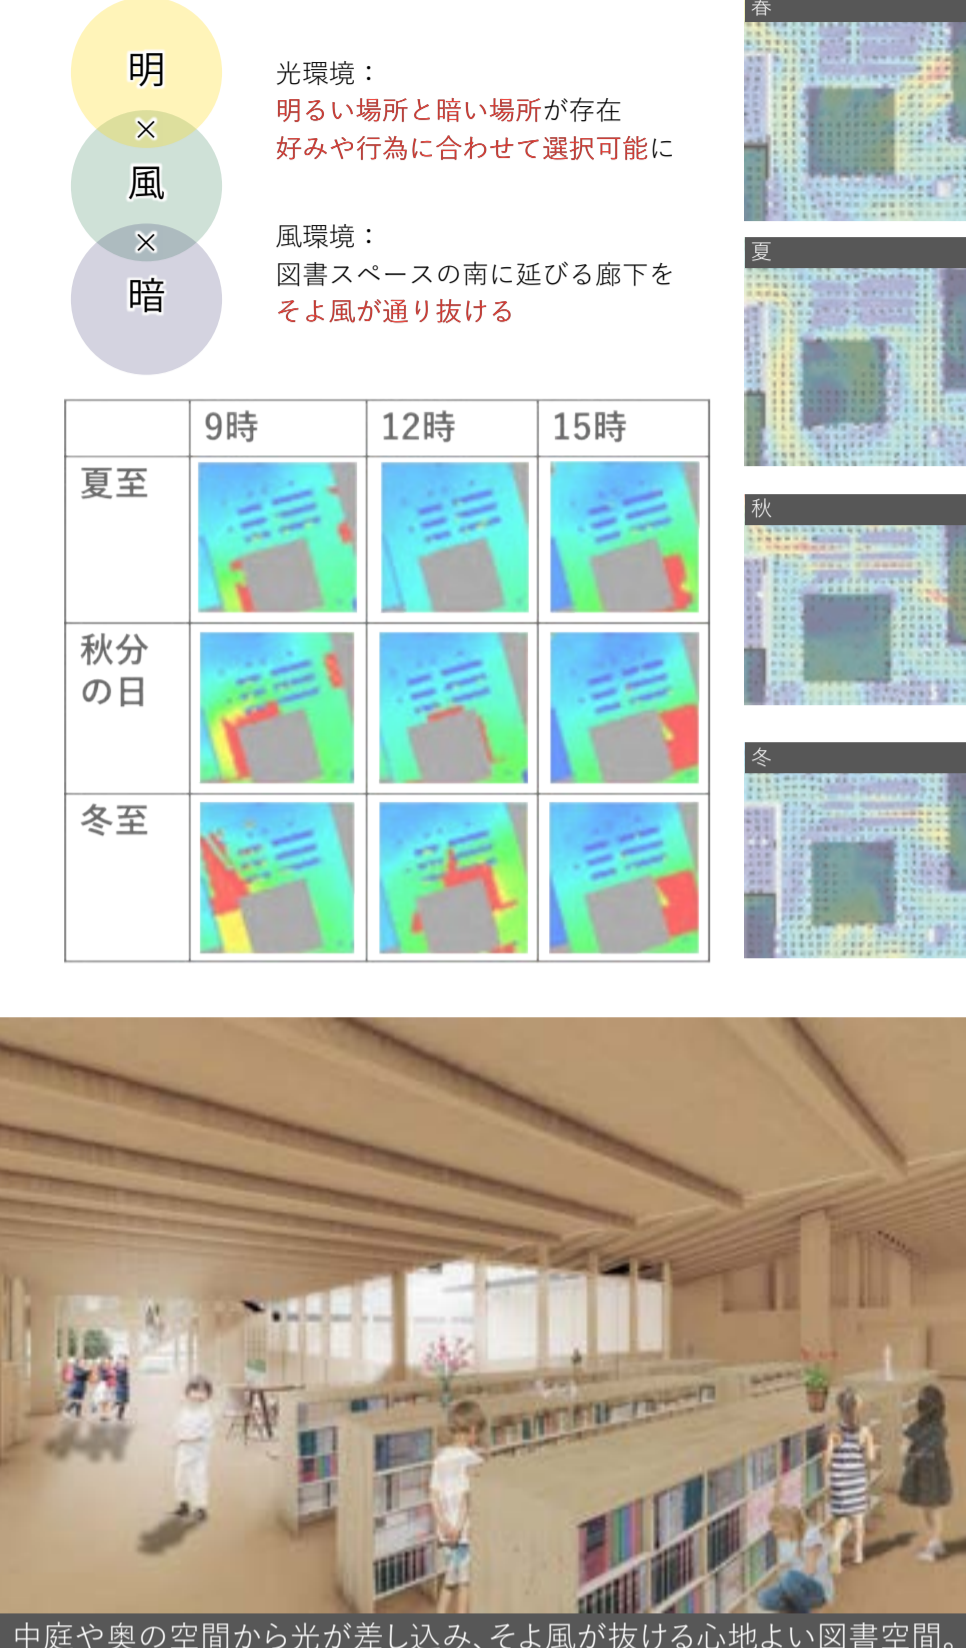 明
×
風
×
暗
光環境：
明るい場所と暗い場所が存在
好みや行為に合わせて選択可能に
風環境：
図書スペースの南に延びる廊下を
そよ風が通り抜ける
9時 12時 15時
夏至
秋分
の日
冬至
春
夏
秋
冬
中庭や奥の空間から光が差し込み、そよ風が抜ける心地よい図書空間。